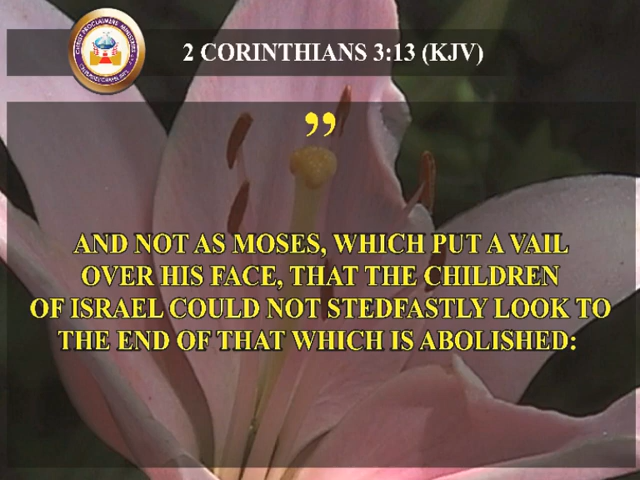 2 CORINTHIANS 3:13 (KJV)
”
AND NOT AS MOSES, WHICH PUT A VAIL
OVER HIS FACE, THAT THE CHILDREN
OF ISRAEL COULD NOT STEDFASTLY LOOK TO
THE END OF THAT WHICH IS ABOLISHED: